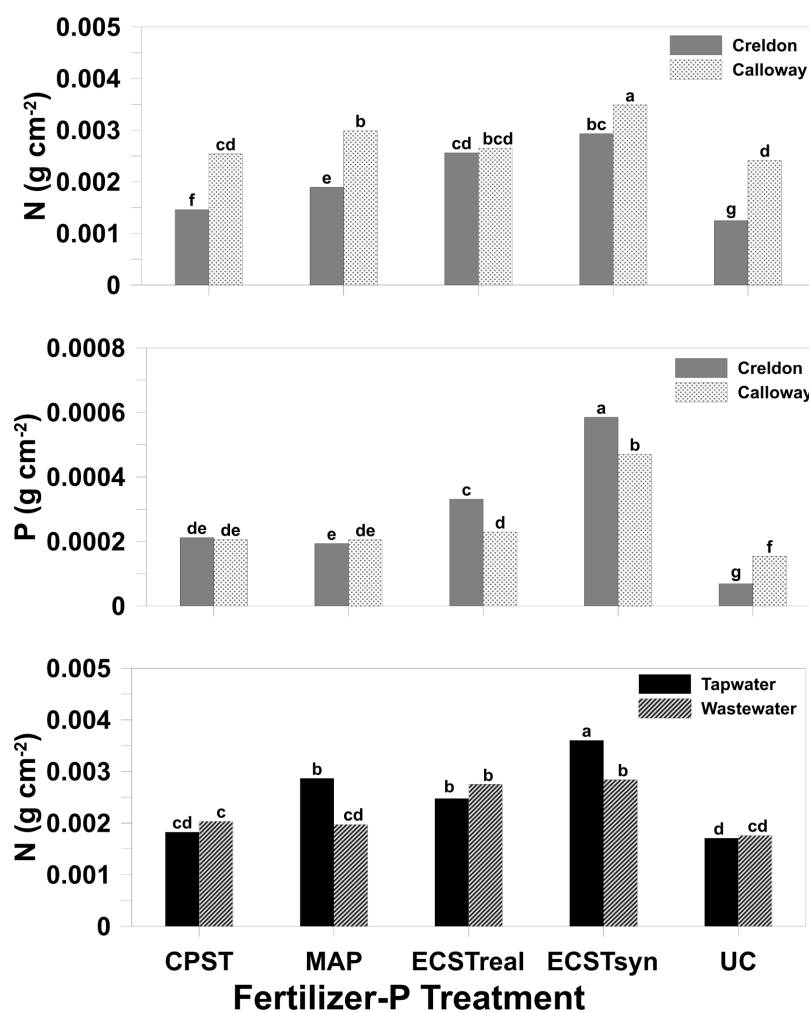 0.005
Creldon
Calloway
0.004
a
b
bc
0.003
cd
cd
bcd
d
N (g cm-2)
0.002
e
f
g
0.001
0
0.0008
Creldon
Calloway
0.0006
a
b
P (g cm-2)
0.0004
c
d
de
de
e
de
0.0002
f
g
0
0.005
Tapwater
Wastewater
0.004
a
b
b
b
b
0.003
N (g cm-2)
cd
c
cd
d
cd
0.002
0.001
0
CPST MAP ECSTreal ECSTsyn UC
Fertilizer-P Treatment